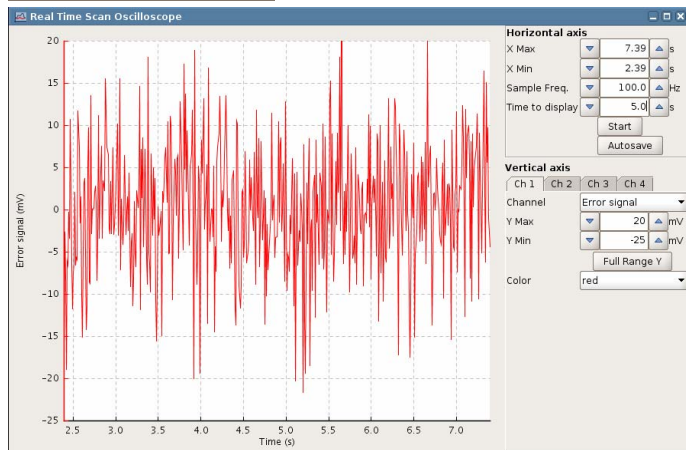 Real Time Scan Oscilloscope
20
15
10
5
0
-5
-10
-15
-20
-25
Error signal (mV)
2.5 3.0 3.5 4.0 4.5 5.0 5.5 6.0 6.5 7.0
Time (s)
Horizontal axis
X Max 7.39 s
X Min 2.39 s
Sample Freq. 100.0 Hz
Time to display 5.0 s
Start
Autosave
Vertical axis
Ch 1 Ch 2 Ch 3 Ch 4
Channel Error signal
Y Max 20 mV
Y Min -25 mV
Full Range Y
Color red